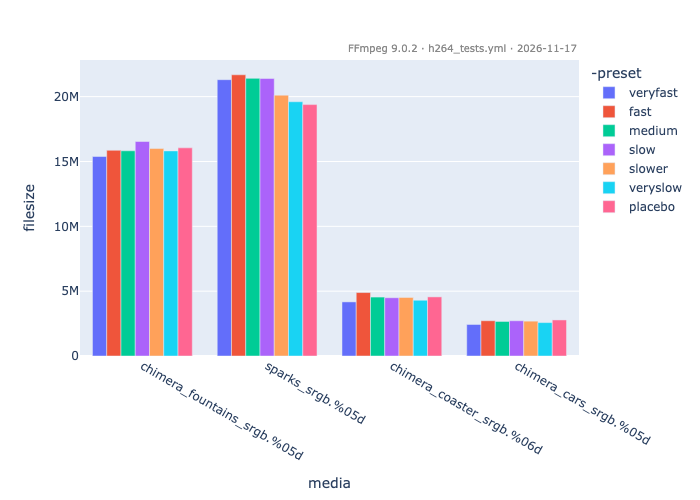 FFmpeg 9.0.2 · h264_tests.yml · 2026-11-17
-preset
veryfast
fast
medium
slow
slower
veryslow
placebo
filesize
20M
15M
10M
5M
0
chimera_fountains_srgb.%05d
sparks_srgb.%05d
chimera_coaster_srgb.%06d
chimera_cars_srgb.%05d
media